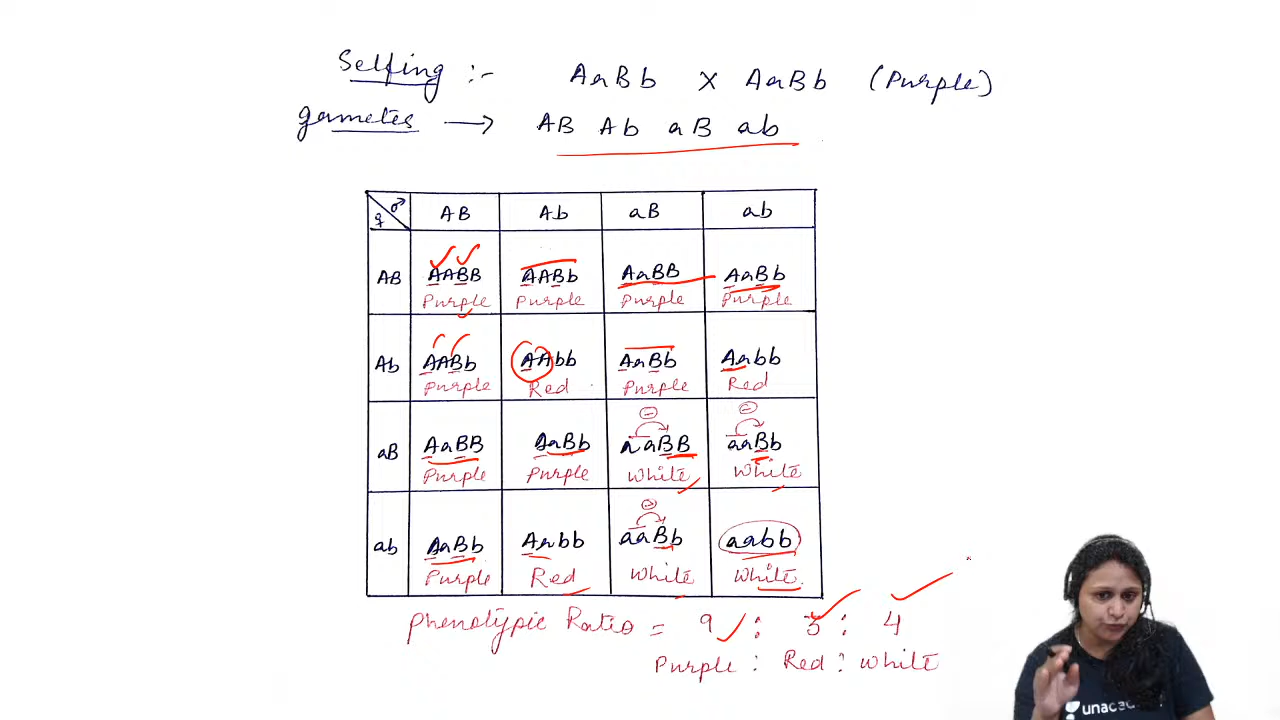 Selfing :- AaBb x AaBb (Purple)
gametes → AB Ab aB ab
♀ ♂ AB Ab aB ab
AB AABB AABb AaBB AaBb
Purple Purple Purple Purple
Ab AABb AAbb AaBb Aabb
Purple Red Purple Red
aB AaBB AaBb aaBB aaBb
Purple Purple White White
ab AaBb Aabb aaBb aabb
Purple Red White White
Phenotypic Ratio = 9 : 3 : 4
Purple : Red : White